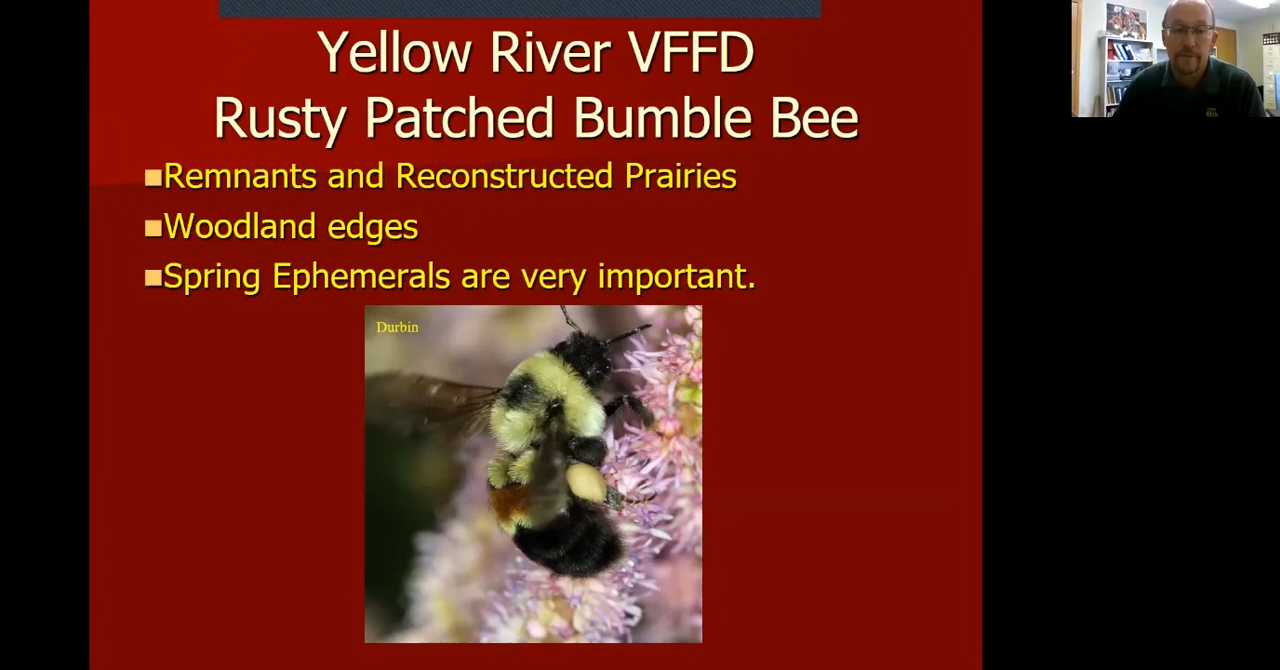 Yellow River VFFD
Rusty Patched Bumble Bee
Remnants and Reconstructed Prairies
Woodland edges
Spring Ephemerals are very important.
Durbin